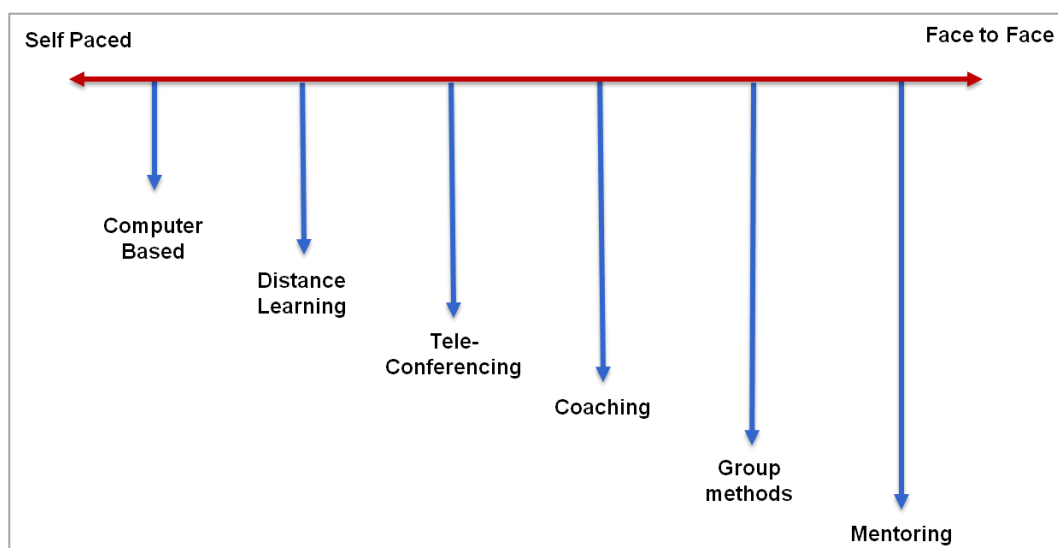 Self Paced
Face to Face
Computer
Based
Distance
Learning
Tele-
Conferencing
Coaching
Group
methods
Mentoring